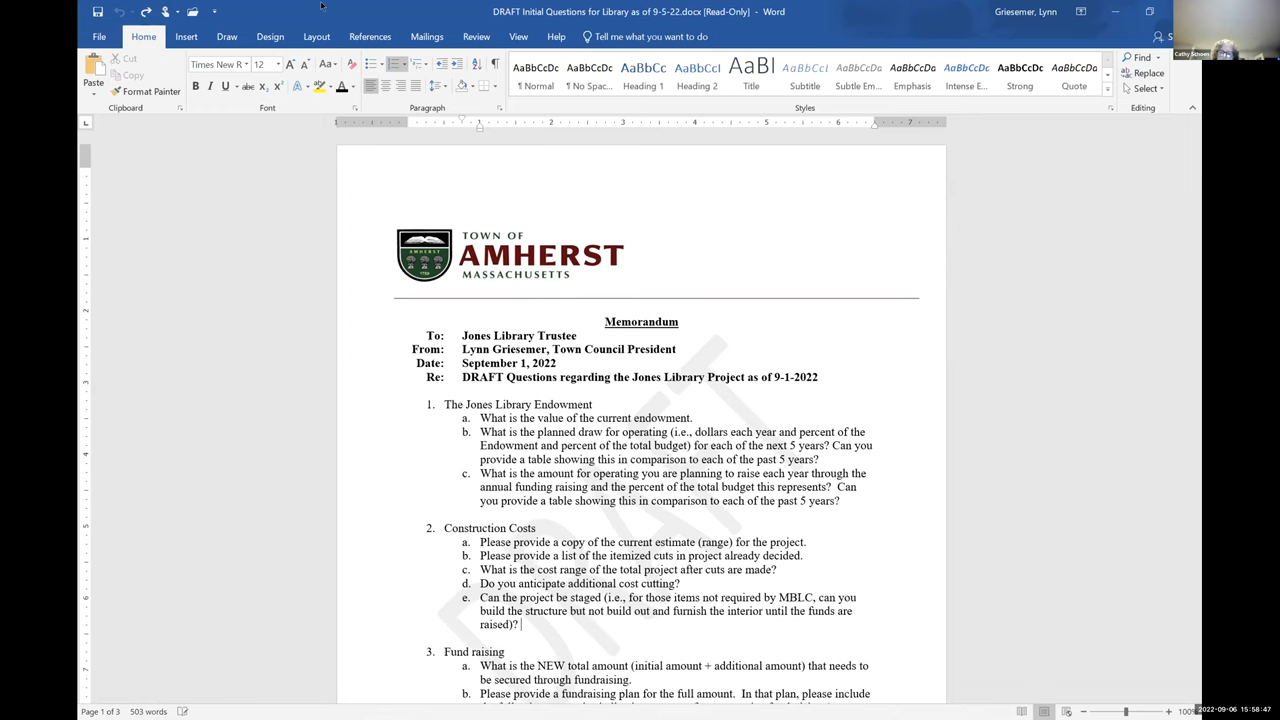 DRAFT Initial Questions for Library as of 9-5-22.docx [Read-Only] - Word
Griesemer, Lynn
Cathy Schoen
File Home Insert Draw Design Layout References Mailings Review View Help Tell me what you want to do
Paste
Cut
Copy
Format Painter
Clipboard
Times New R 12
Font
Paragraph
AaBbCcDc AaBbCcDc AaBbCc AaBbCcI AaBI AaBbCcI AaBbCcDc AaBbCcDc AaBbCcDc AaBbCcDc AaBbCcDc
¶ Normal ¶ No Spac... Heading 1 Heading 2 Title Subtitle Subtle Em... Emphasis Intense E... Strong Quote
Styles
Find
Replace
Select
Editing
TOWN OF
AMHERST
MASSACHUSETTS
AMHERST
1759
Memorandum
To: Jones Library Trustee
From: Lynn Griesemer, Town Council President
Date: September 1, 2022
Re: DRAFT Questions regarding the Jones Library Project as of 9-1-2022
1. The Jones Library Endowment
a. What is the value of the current endowment.
b. What is the planned draw for operating (i.e., dollars each year and percent of the
Endowment and percent of the total budget) for each of the next 5 years? Can you
provide a table showing this in comparison to each of the past 5 years?
c. What is the amount for operating you are planning to raise each year through the
annual funding raising and the percent of the total budget this represents? Can
you provide a table showing this in comparison to each of the past 5 years?
2. Construction Costs
a. Please provide a copy of the current estimate (range) for the project.
b. Please provide a list of the itemized cuts in project already decided.
c. What is the cost range of the total project after cuts are made?
d. Do you anticipate additional cost cutting?
e. Can the project be staged (i.e., for those items not required by MBLC, can you
build the structure but not build out and furnish the interior until the funds are
raised)?
3. Fund raising
a. What is the NEW total amount (initial amount + additional amount) that needs to
be secured through fundraising.
b. Please provide a fundraising plan for the full amount. In that plan, please include
DRAFT
Page 1 of 3 503 words
100%
2022-09-06 15:58:47